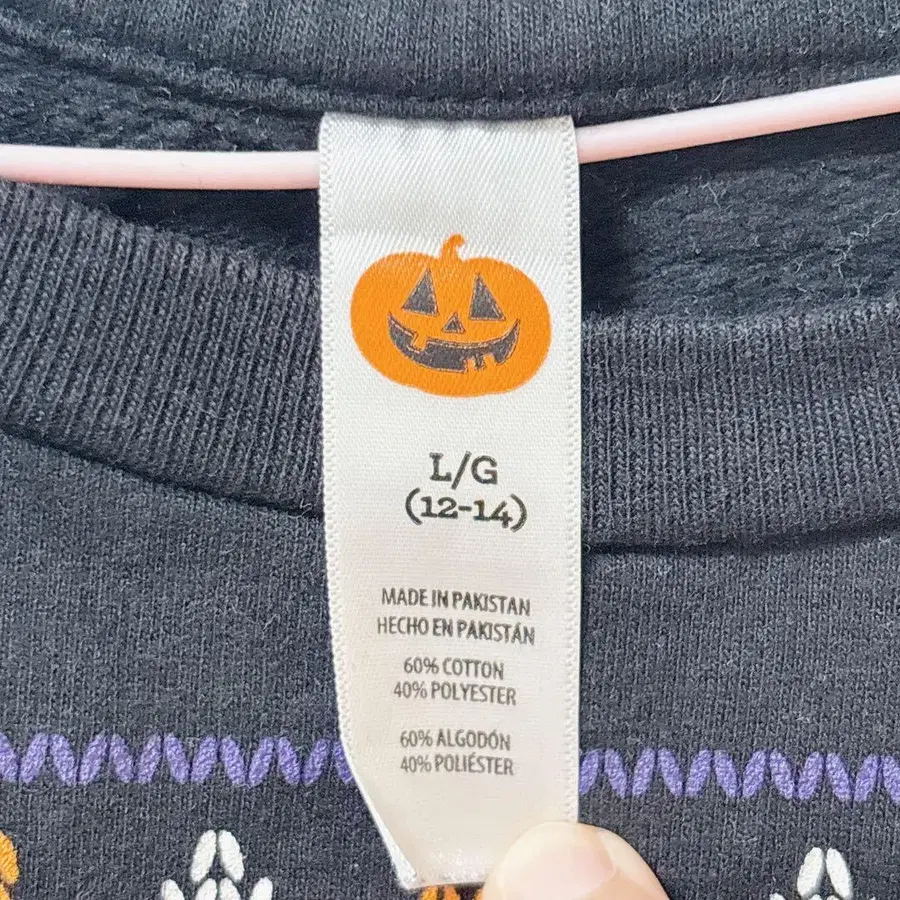 L/G
(12-14)
MADE IN PAKISTAN
HECHO EN PAKISTÁN
60% COTTON
40% POLYESTER
60% ALGODÓN
40% POLIÉSTER